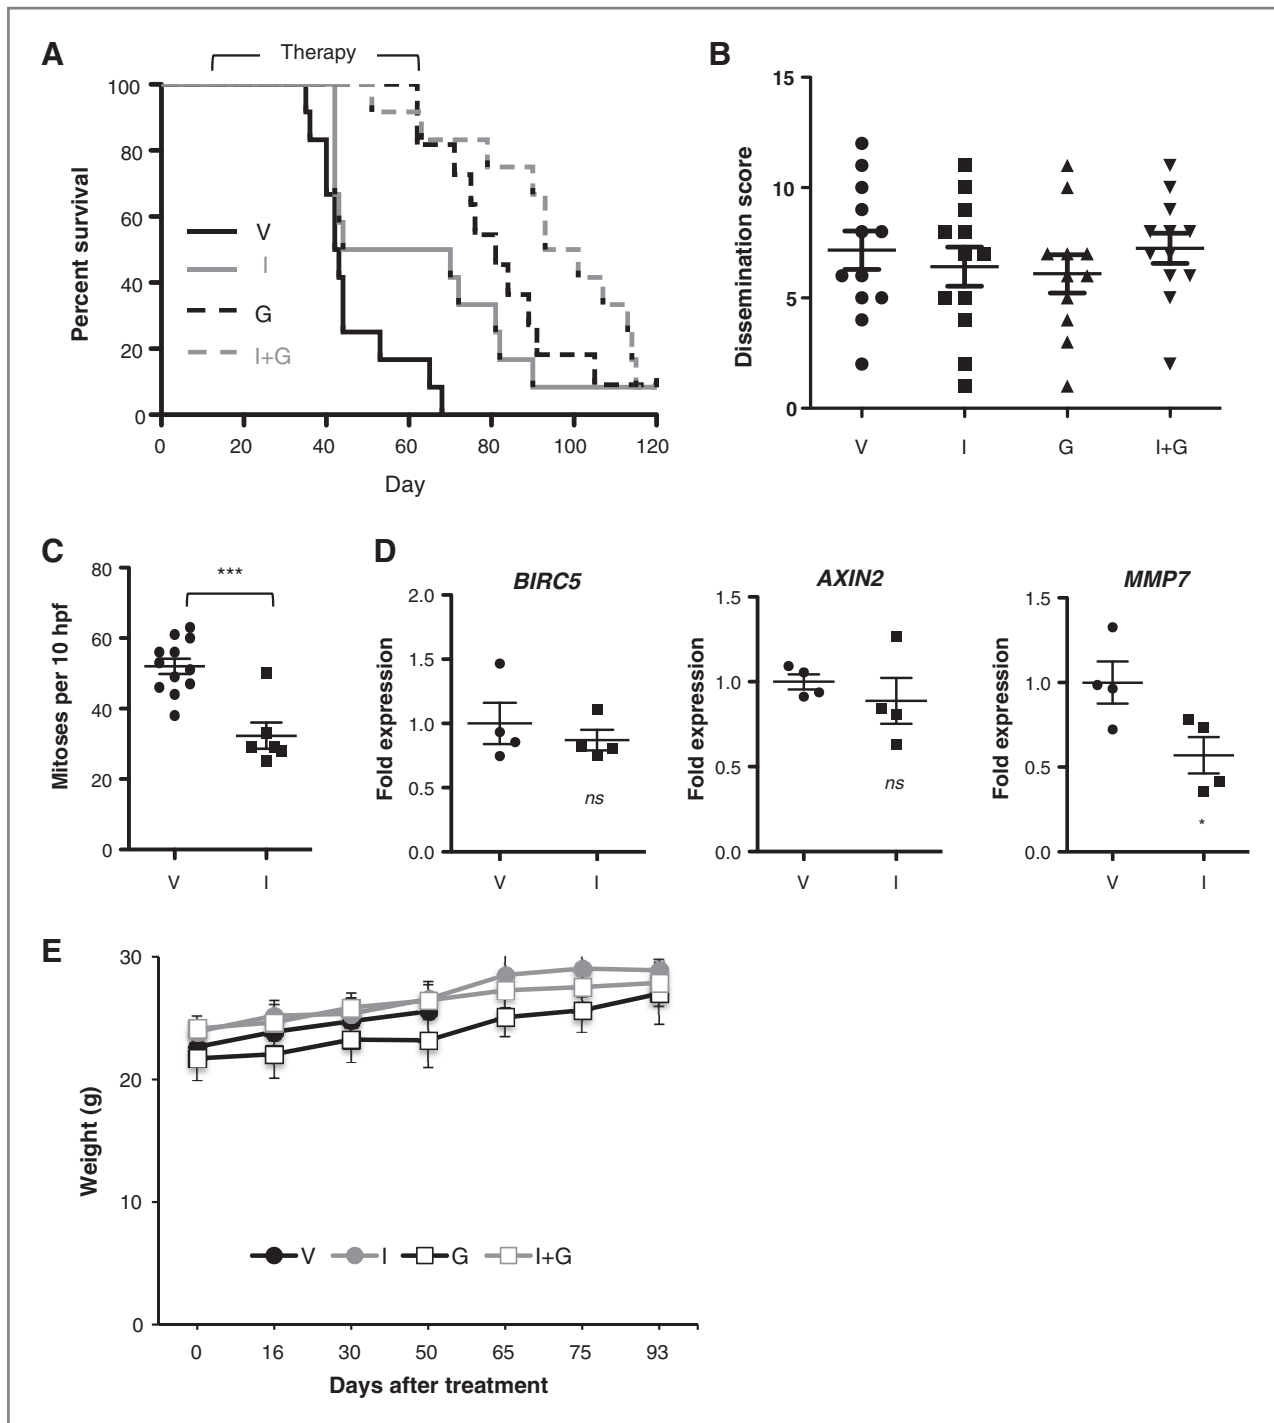 A
Therapy
100
80
60
40
20
0
Percent survival
V
I
G
I+G
0 20 40 60 80 100 120
Day
B
15
10
5
0
Dissemination score
V I G I+G
C
80
60
40
20
0
Mitoses per 10 hpf
***
V I
D
BIRC5
2.0
1.5
1.0
0.5
0.0
Fold expression
ns
V I
AXIN2
1.5
1.0
0.5
0.0
Fold expression
ns
V I
MMP7
1.5
1.0
0.5
0.0
Fold expression
*
V I
E
30
20
10
0
Weight (g)
V I G I+G
0 16 30 50 65 75 93
Days after treatment